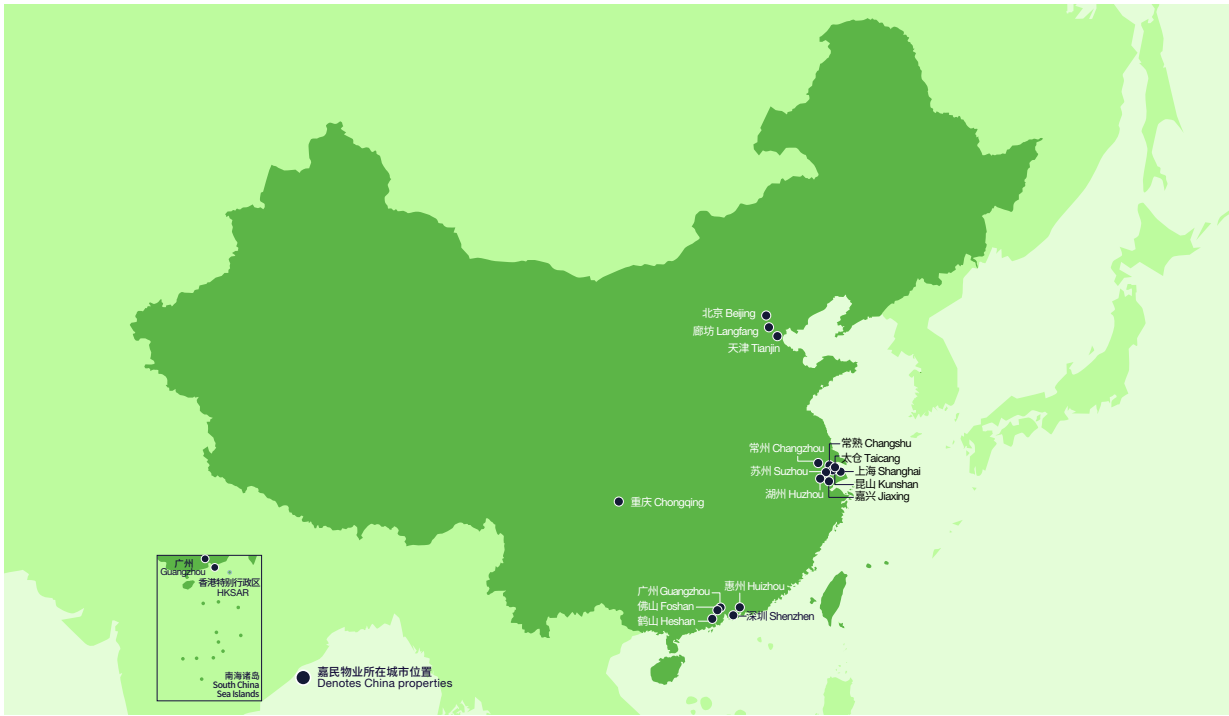 北京 Beijing
廊坊 Langfang
天津 Tianjin
常熟 Changshu
常州 Changzhou
太仓 Taicang
苏州 Suzhou
上海 Shanghai
昆山 Kunshan
湖州 Huzhou
嘉兴 Jiaxing
重庆 Chongqing
广州
Guangzhou
香港特别行政区
HKSAR
惠州 Huizhou
广州 Guangzhou
佛山 Foshan
深圳 Shenzhen
鹤山 Heshan
南海诸岛
South China
Sea Islands
嘉民物业所在城市位置
Denotes China properties